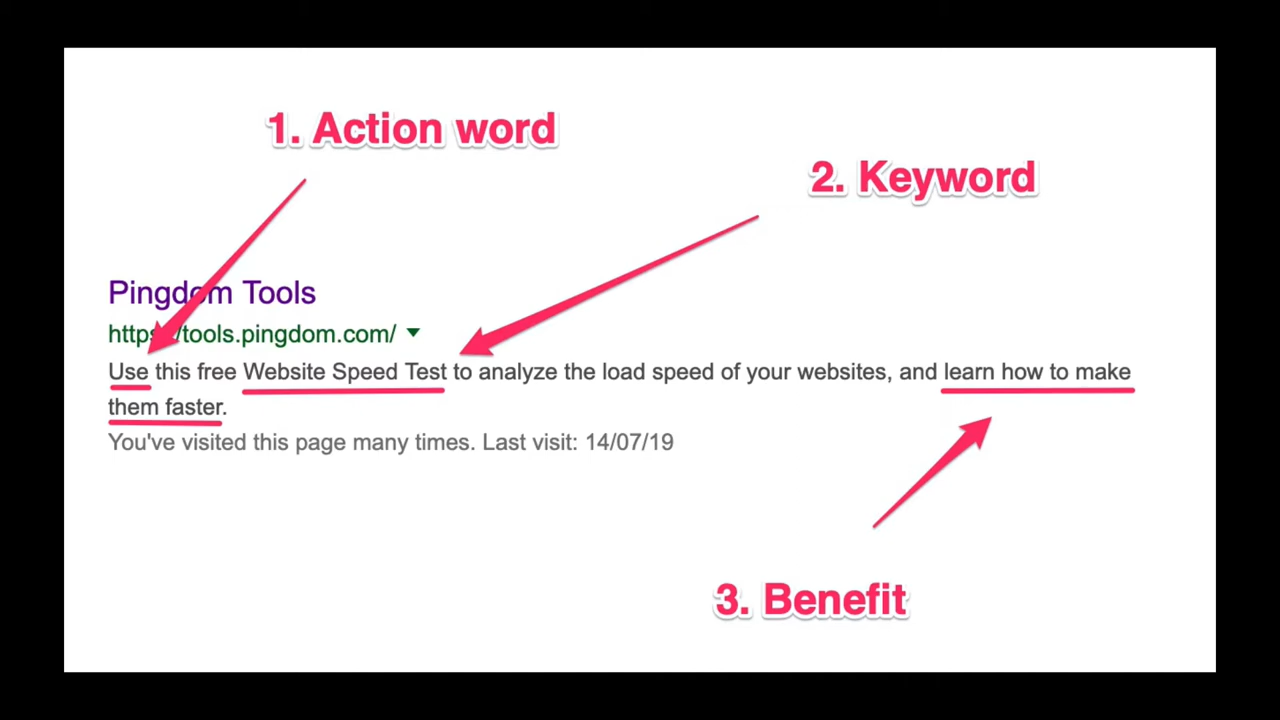 1. Action word
2. Keyword
Pingdom Tools
https://tools.pingdom.com/
Use this free Website Speed Test to analyze the load speed of your websites, and learn how to make
them faster.
You've visited this page many times. Last visit: 14/07/19
3. Benefit